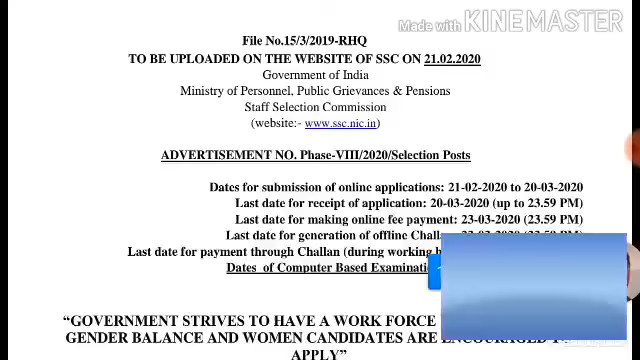 Made with KINEMASTER
File No.15/3/2019-RHQ
TO BE UPLOADED ON THE WEBSITE OF SSC ON 21.02.2020
Government of India
Ministry of Personnel, Public Grievances & Pensions
Staff Selection Commission
(website:- www.ssc.nic.in)
ADVERTISEMENT NO. Phase-VIII/2020/Selection Posts
Dates for submission of online applications: 21-02-2020 to 20-03-2020
Last date for receipt of application: 20-03-2020 (up to 23.59 PM)
Last date for making online fee payment: 23-03-2020 (23.59 PM)
Last date for generation of offline
Last date for payment through Challan (during working
Dates of Computer Based
“GOVERNMENT STRIVES TO HAVE A WORK FORCE
GENDER BALANCE AND WOMEN CANDIDATES ARE ENCOURAGED
APPLY”